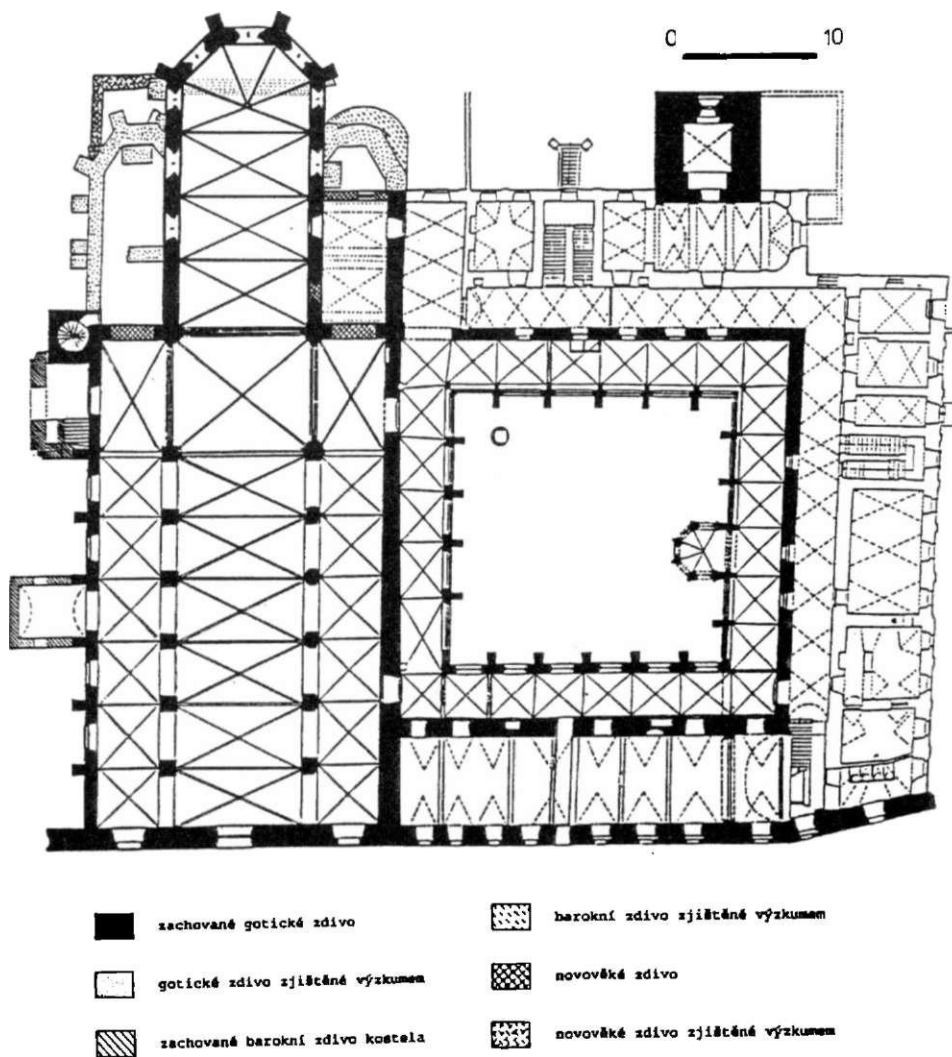 0 10
zachované gotické zdivo
gotické zdivo zjištěné výzkumem
zachované barokní zdivo kostela
barokní zdivo zjištěné výzkumem
novověké zdivo
novověké zdivo zjištěné výzkumem